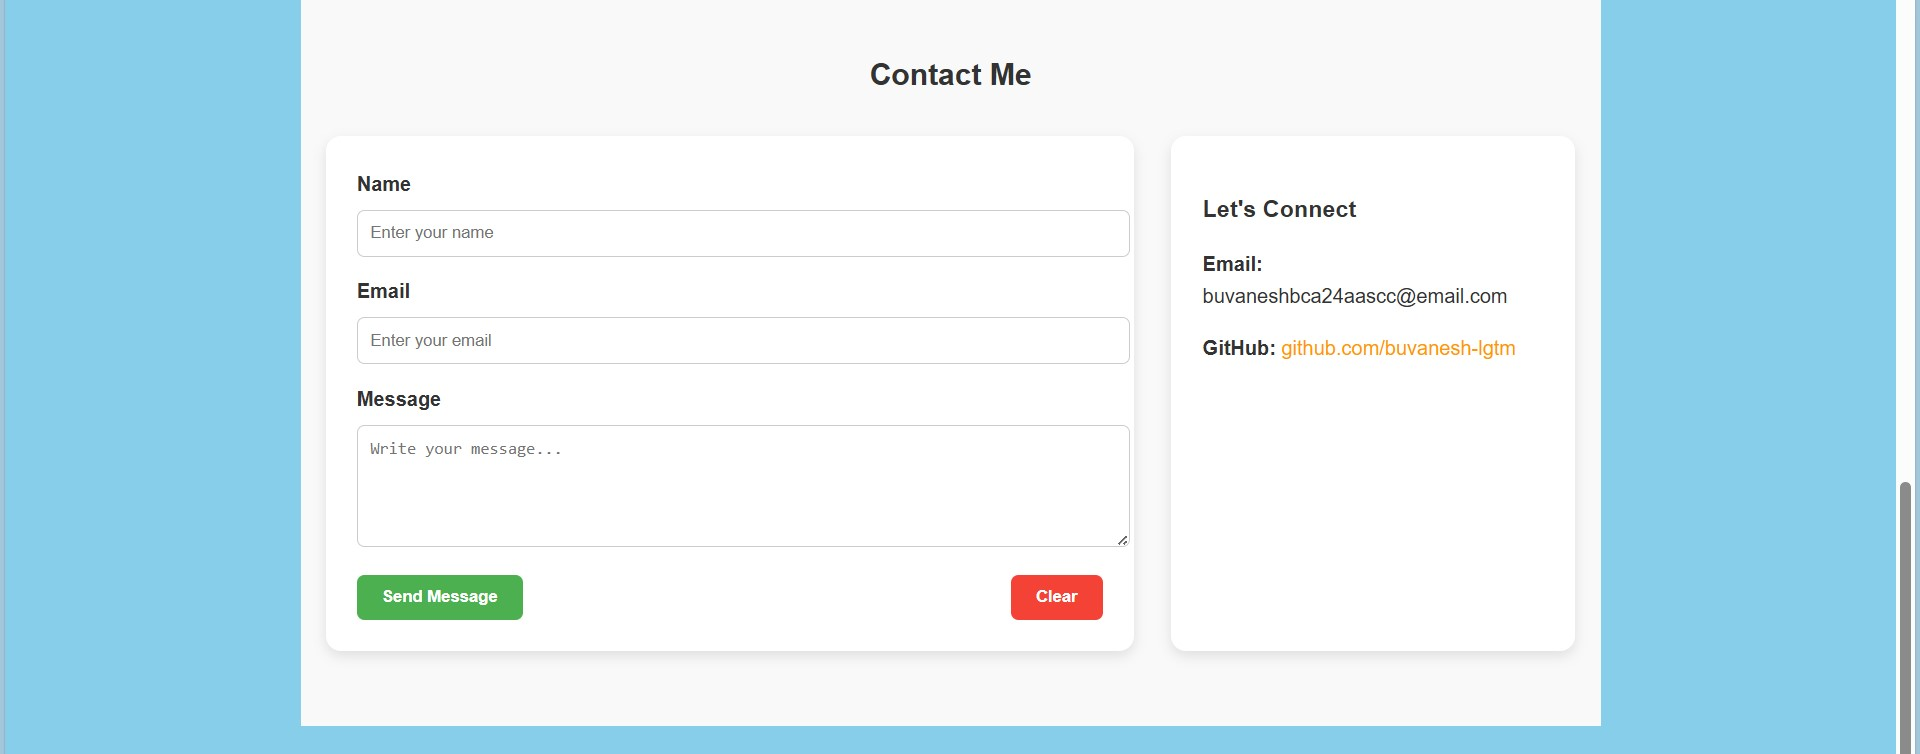 Contact Me
Name
Enter your name
Email
Enter your email
Message
Write your message...
Send Message
Clear
Let's Connect
Email:
buvaneshbca24aascc@email.com
GitHub: github.com/buvanesh-lgtm